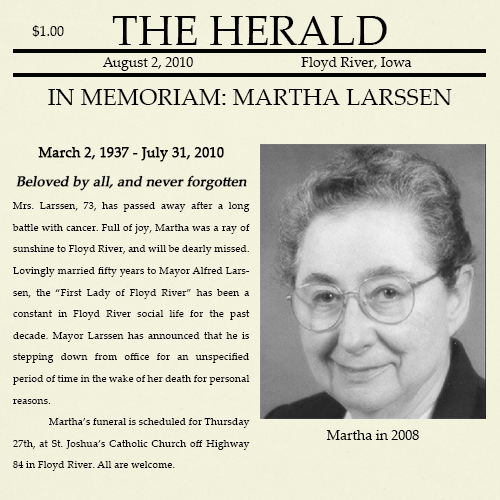 $1.00
THE HERALD
August 2, 2010 Floyd River, Iowa
IN MEMORIAM: MARTHA LARSSEN
March 2, 1937 - July 31, 2010
Beloved by all, and never forgotten
Mrs. Larssen, 73, has passed away after a long
battle with cancer. Full of joy, Martha was a ray of
sunshine to Floyd River, and will be dearly missed.
Lovingly married fifty years to Mayor Alfred Lars-
sen, the “First Lady of Floyd River” has been a
constant in Floyd River social life for the past
decade. Mayor Larssen has announced that he is
stepping down from office for an unspecified
period of time in the wake of her death for personal
reasons.
Martha’s funeral is scheduled for Thursday
27th, at St. Joshua’s Catholic Church off Highway
84 in Floyd River. All are welcome.
Martha in 2008